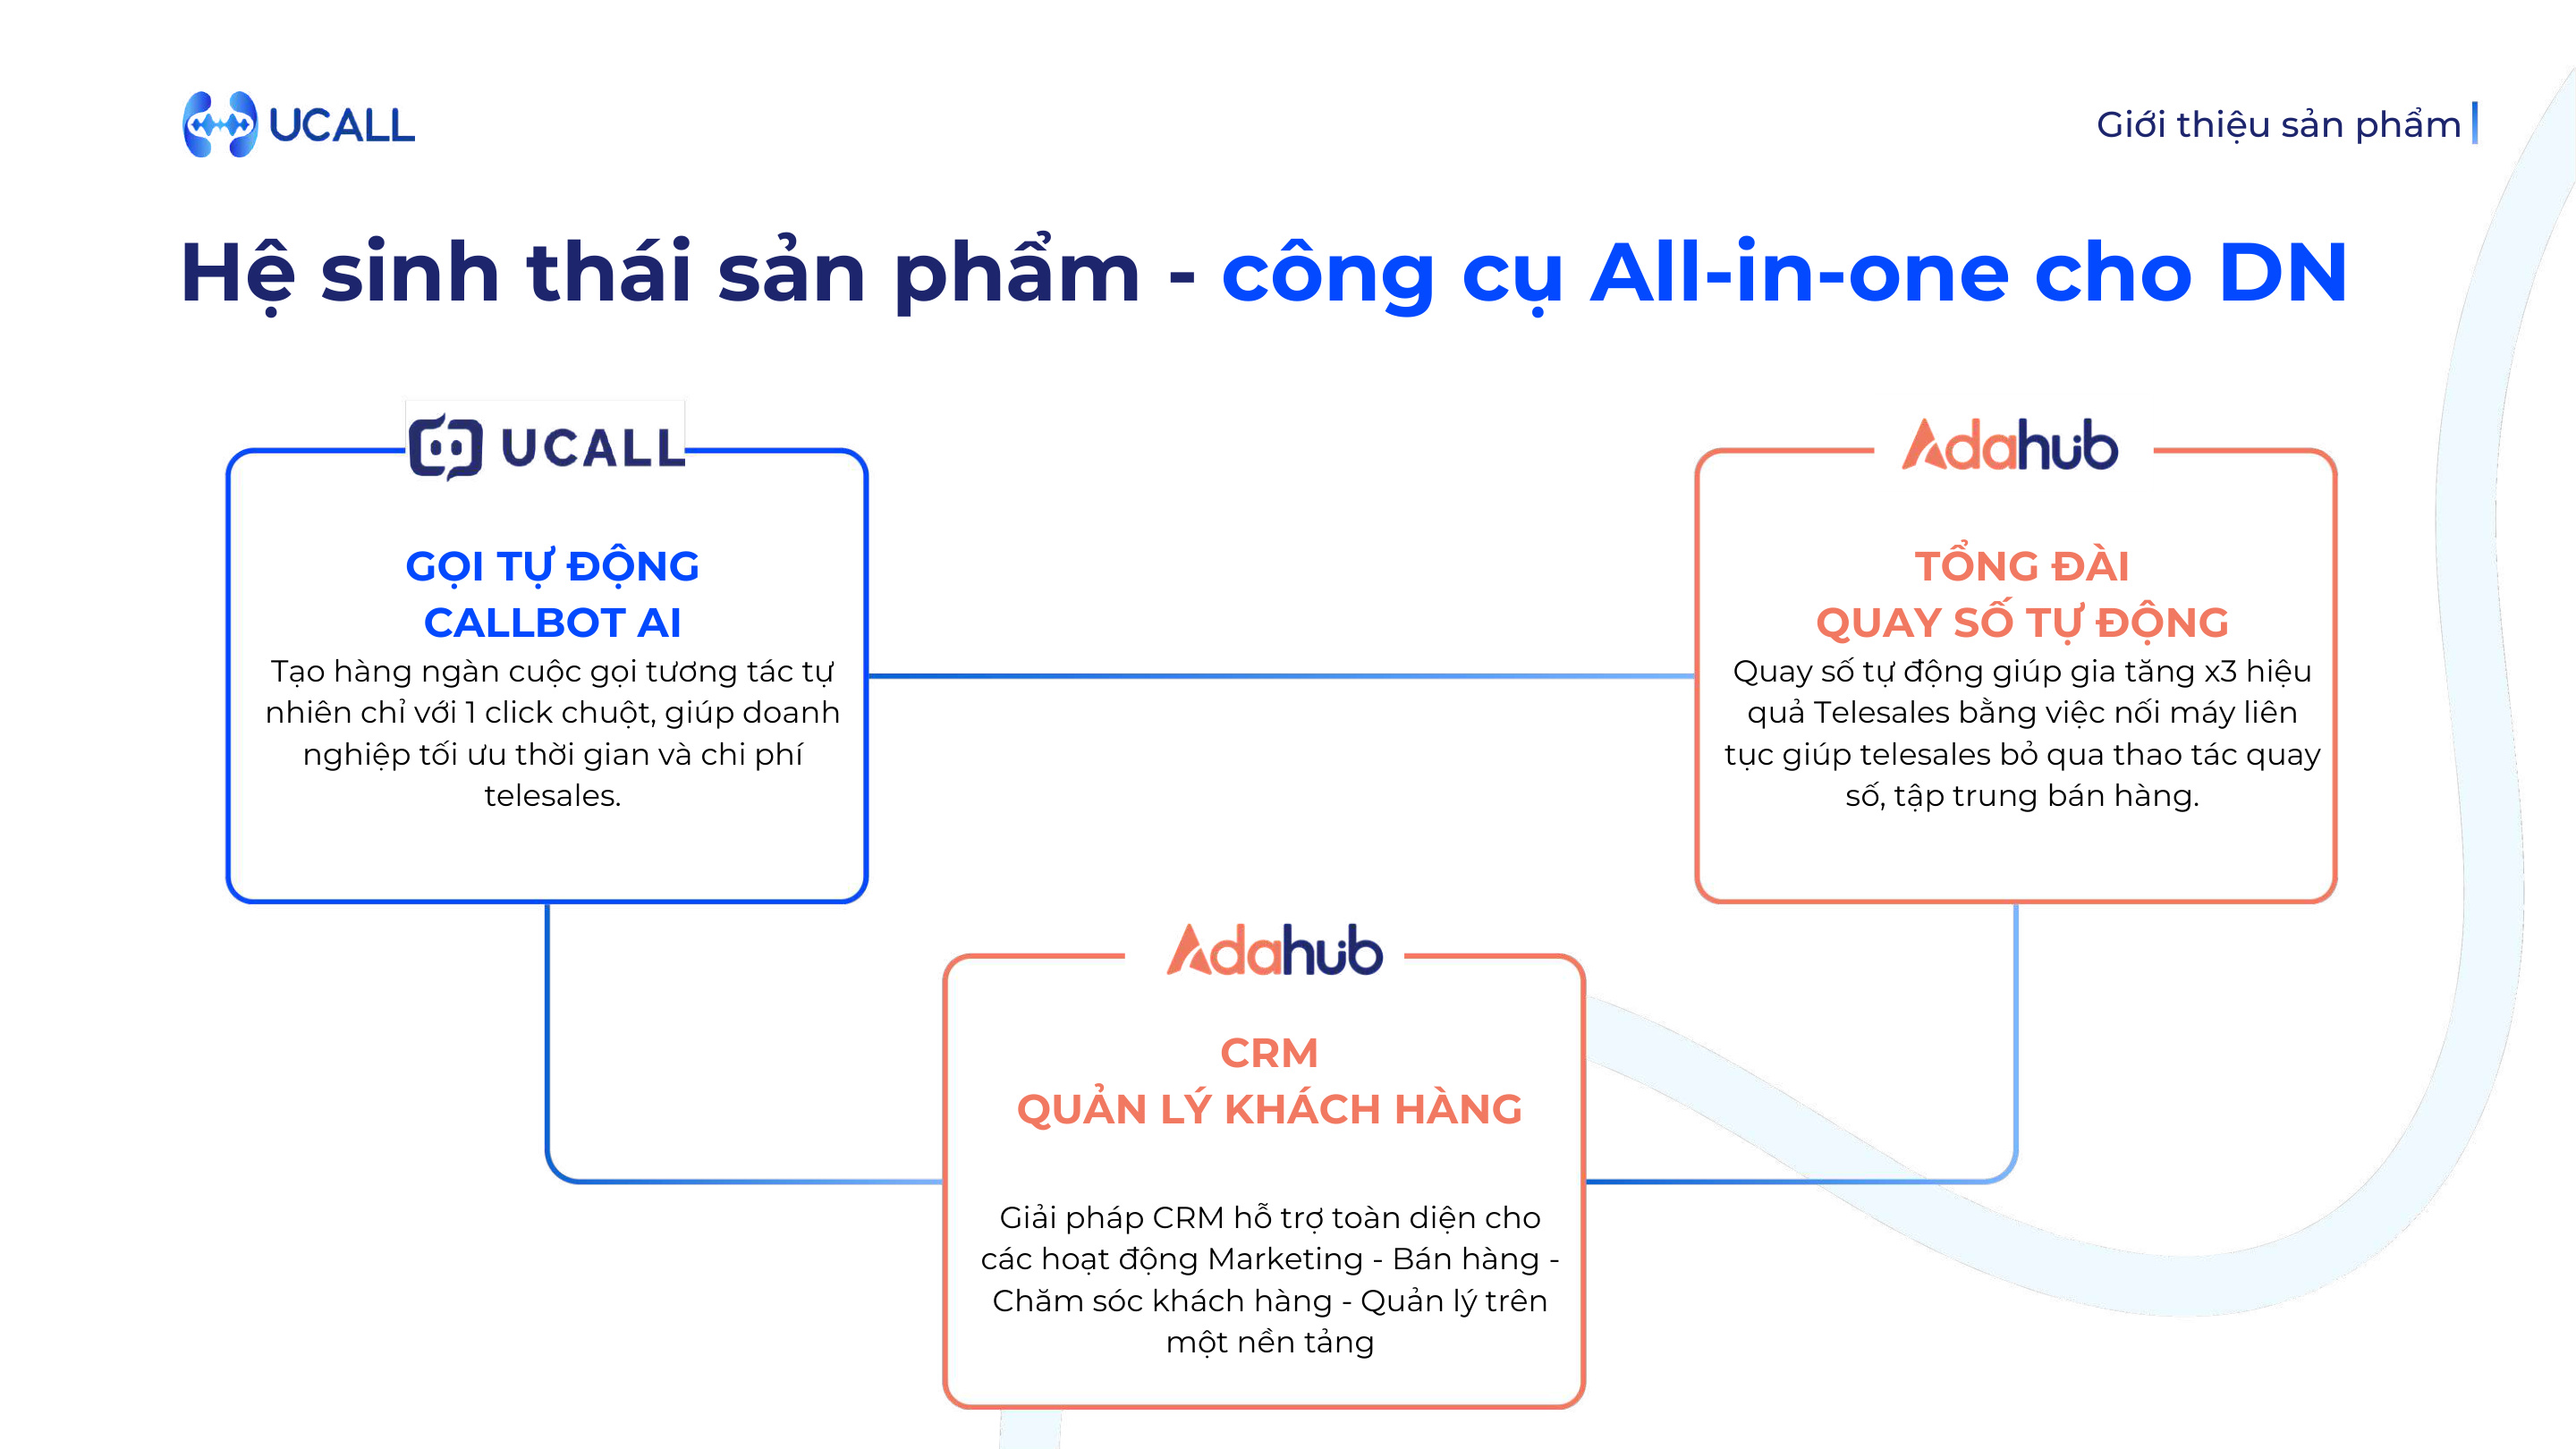 UCALL
Giới thiệu sản phẩm
Hệ sinh thái sản phẩm - công cụ All-in-one cho DN
UCALL
GỌI TỰ ĐỘNG
CALLBOT AI
Tạo hàng ngàn cuộc gọi tương tác tự
nhiên chỉ với 1 click chuột, giúp doanh
nghiệp tối ưu thời gian và chi phí
telesales.
Adahub
TỔNG ĐÀI
QUAY SỐ TỰ ĐỘNG
Quay số tự động giúp gia tăng x3 hiệu
quả Telesales bằng việc nối máy liên
tục giúp telesales bỏ qua thao tác quay
số, tập trung bán hàng.
Adahub
CRM
QUẢN LÝ KHÁCH HÀNG
Giải pháp CRM hỗ trợ toàn diện cho
các hoạt động Marketing - Bán hàng -
Chăm sóc khách hàng - Quản lý trên
một nền tảng